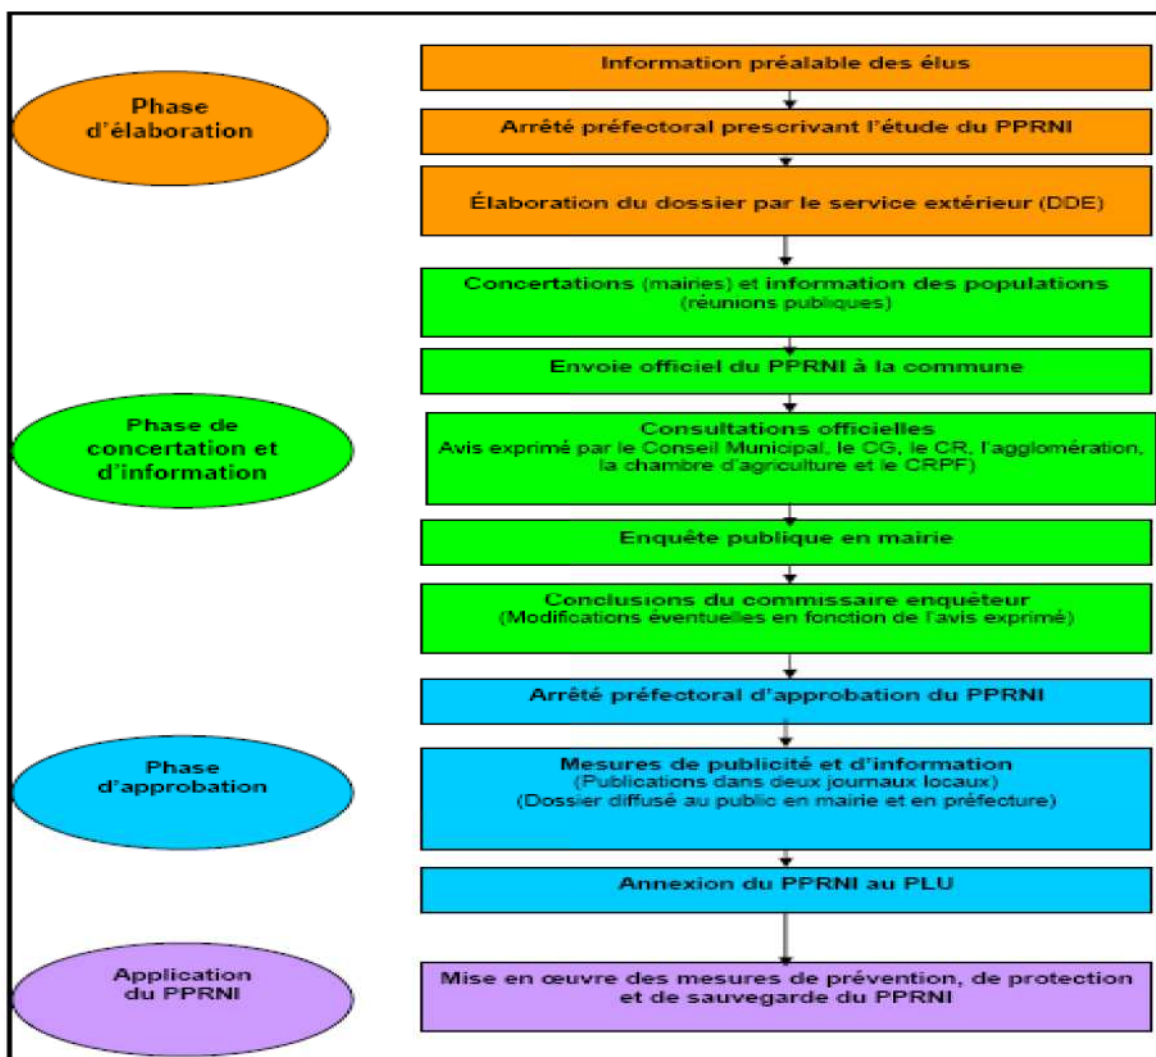 Phase
d'élaboration
Information préalable des élus
Arrêté préfectoral prescrivant l'étude du PPRNI
Élaboration du dossier par le service extérieur (DDE)
Phase de
concertation et
d'information
Concertations (mairies) et information des populations
(réunions publiques)
Envoie officiel du PPRNI à la commune
Consultations officielles
Avis exprimé par le Conseil Municipal, le CG, le CR, l'agglomération,
la chambre d'agriculture et le CRPF)
Enquête publique en mairie
Conclusions du commissaire enquéteur
(Modifications éventuelles en fonction de l'avis exprimé)
Phase
d'approbation
Arrêté préfectoral d'approbation du PPRNI
Mesures de publicité et d'information
(Publications dans deux journaux locaux)
(Dossier diffusé au public en mairie et en préfecture)
Annexion du PPRNI au PLU
Application
du PPRNI
Mise en œuvre des mesures de prévention, de protection
et de sauvegarde du PPRNI